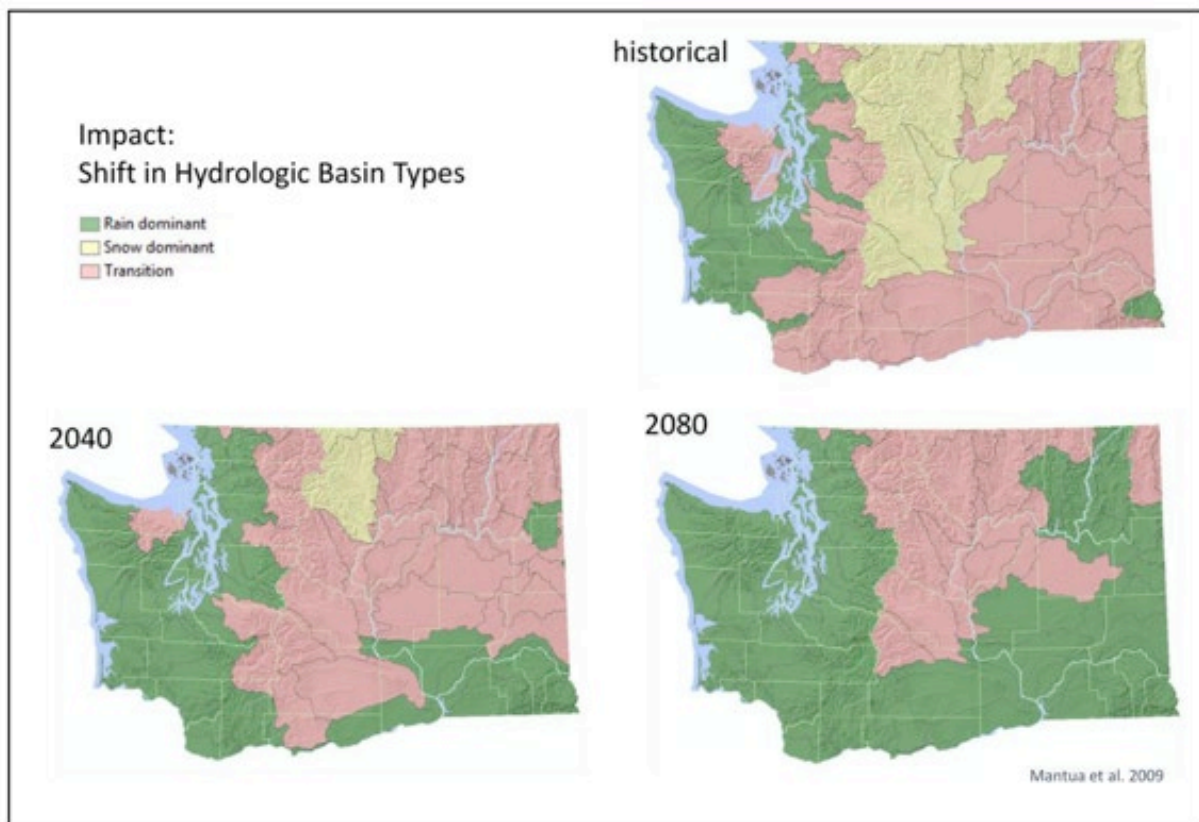 historical
Impact:
Shift in Hydrologic Basin Types
Rain dominant
Snow dominant
Transition
2040
2080
Mantua et al. 2009